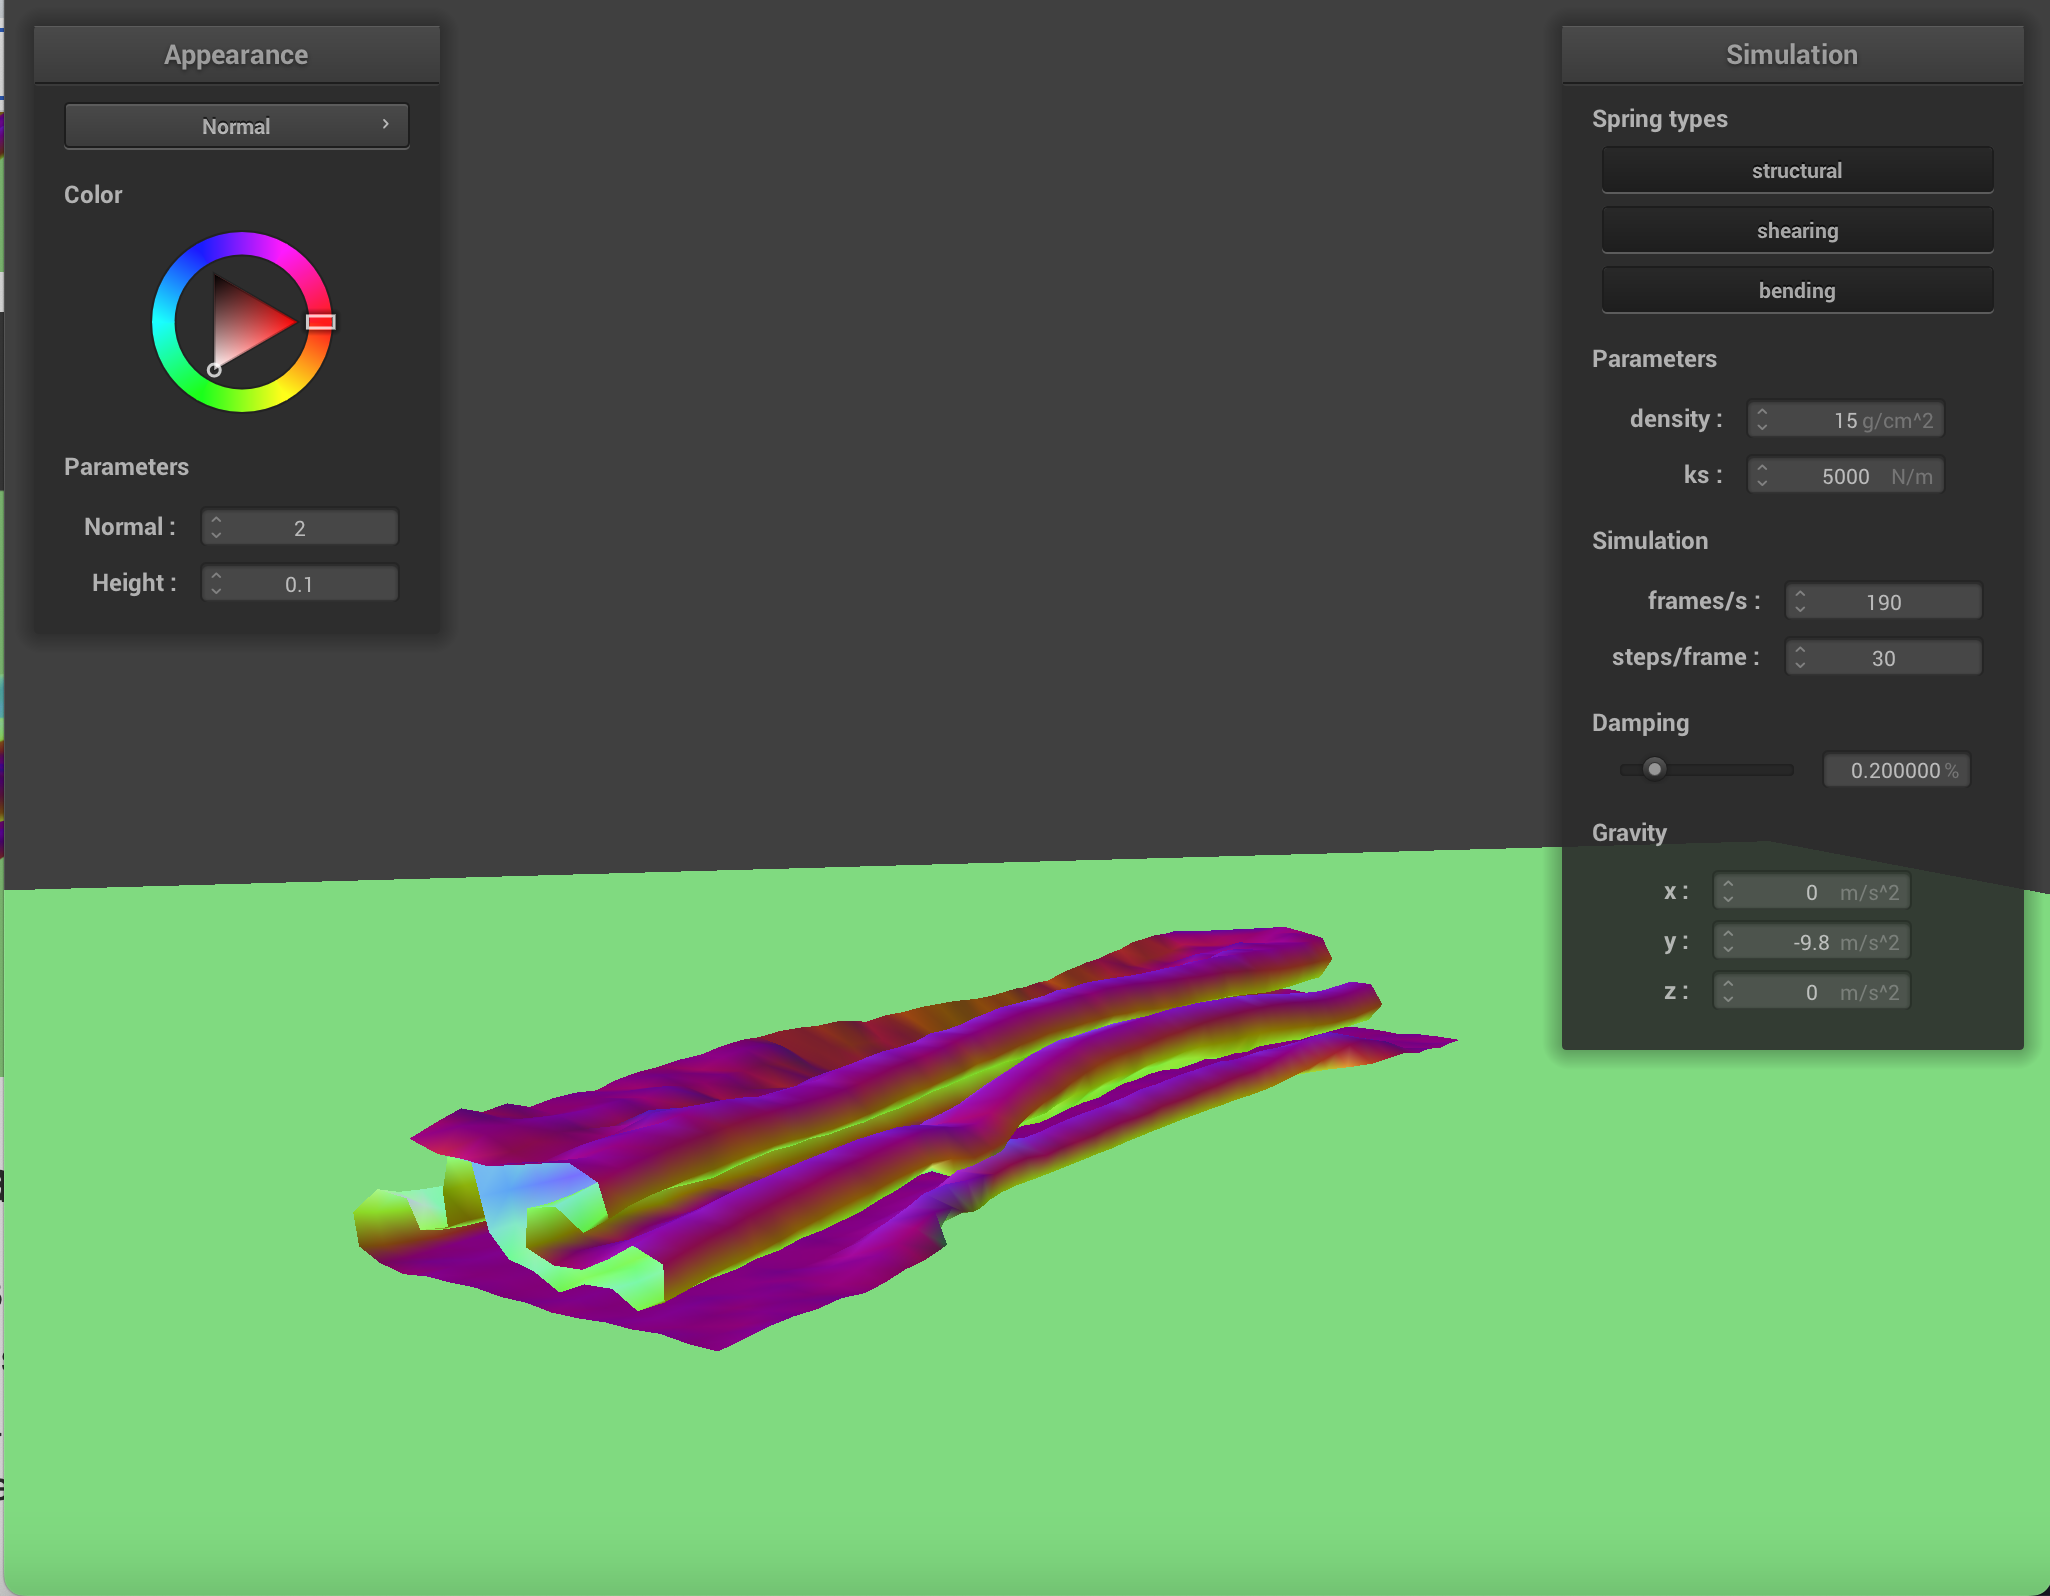 Appearance
Normal
Color
Parameters
Normal : 2
Height : 0.1
Simulation
Spring types
structural
shearing
bending
Parameters
density : 15 g/cm^2
ks : 5000 N/m
Simulation
frames/s : 190
steps/frame : 30
Damping
0.200000 %
Gravity
x : 0 m/s^2
y : -9.8 m/s^2
z : 0 m/s^2